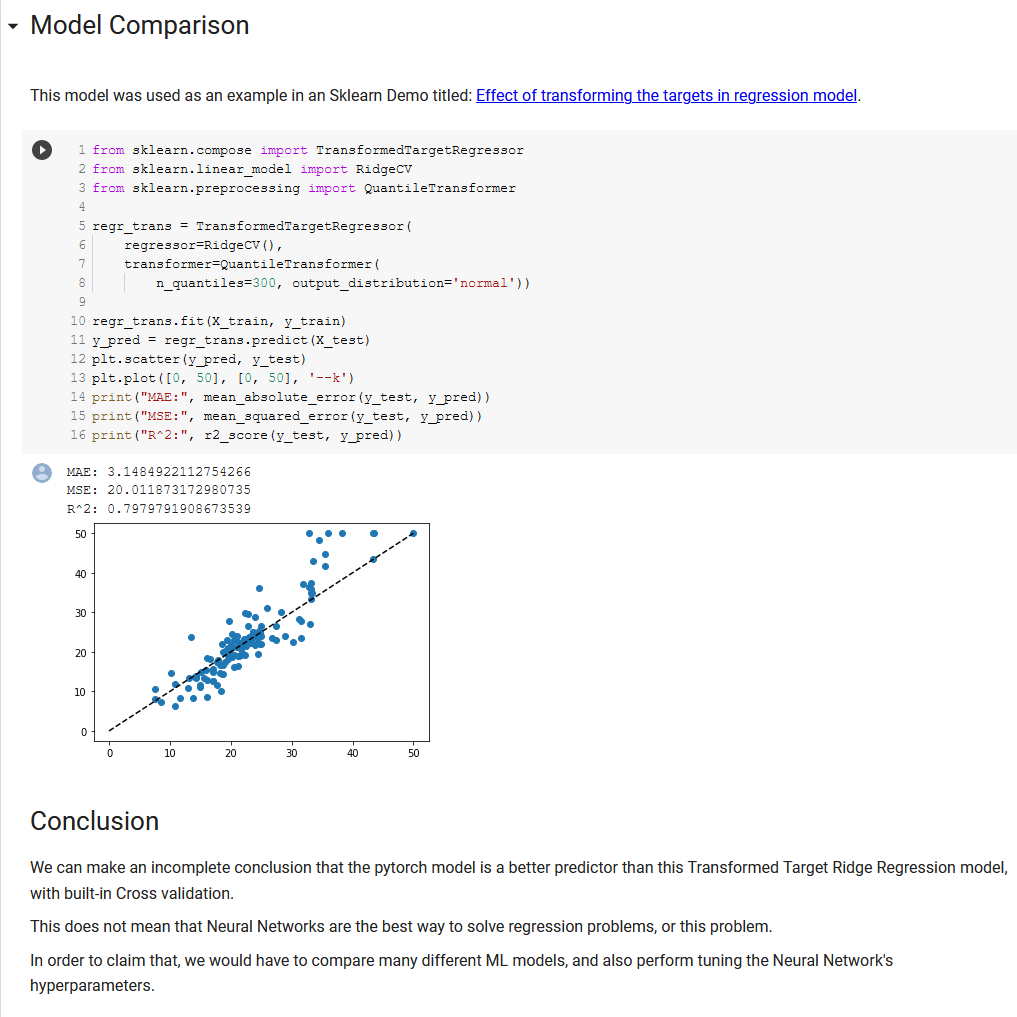 Model Comparison
This model was used as an example in an Sklearn Demo titled: Effect of transforming the targets in regression model.
1 from sklearn.compose import TransformedTargetRegressor
2 from sklearn.linear_model import RidgeCV
3 from sklearn.preprocessing import QuantileTransformer
4
5 regr_trans = TransformedTargetRegressor(
6     regressor=RidgeCV(),
7     transformer=QuantileTransformer(
8         n_quantiles=300, output_distribution='normal'))
9
10 regr_trans.fit(X_train, y_train)
11 y_pred = regr_trans.predict(X_test)
12 plt.scatter(y_pred, y_test)
13 plt.plot([0, 50], [0, 50], '--k')
14 print("MAE:", mean_absolute_error(y_test, y_pred))
15 print("MSE:", mean_squared_error(y_test, y_pred))
16 print("R^2:", r2_score(y_test, y_pred))
MAE: 3.1484922112754266
MSE: 20.011873172980735
R^2: 0.7979791908673539
50
40
30
20
10
0
0 10 20 30 40 50
Conclusion
We can make an incomplete conclusion that the pytorch model is a better predictor than this Transformed Target Ridge Regression model,
with built-in Cross validation.
This does not mean that Neural Networks are the best way to solve regression problems, or this problem.
In order to claim that, we would have to compare many different ML models, and also perform tuning the Neural Network's
hyperparameters.